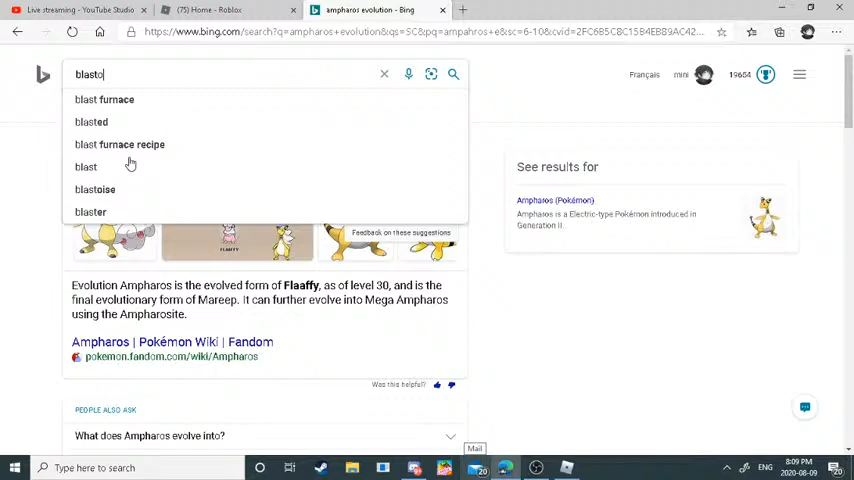 Live streaming - YouTube Studio
(75) Home - Roblox
ampharos evolution - Bing
https://www.bing.com/search?q=ampharos+evolution&qs=SC&pq=ampahros+e&sc=6-10&cvid=2FC6B5C8C15B4EB89AC42...
blasto
Français
mini
19654
blast furnace
blasted
blast furnace recipe
blast
blastoise
blaster
Feedback on these suggestions
FLAAFFY
See results for
Ampharos (Pokémon)
Ampharos is a Electric-type Pokémon introduced in
Generation II.
Evolution Ampharos is the evolved form of Flaaffy, as of level 30, and is the
final evolutionary form of Mareep. It can further evolve into Mega Ampharos
using the Ampharosite.
Ampharos | Pokémon Wiki | Fandom
pokemon.fandom.com/wiki/Ampharos
Was this helpful?
PEOPLE ALSO ASK
What does Ampharos evolve into?
Mail
Type here to search
20
ENG
8:09 PM
2020-08-09
20